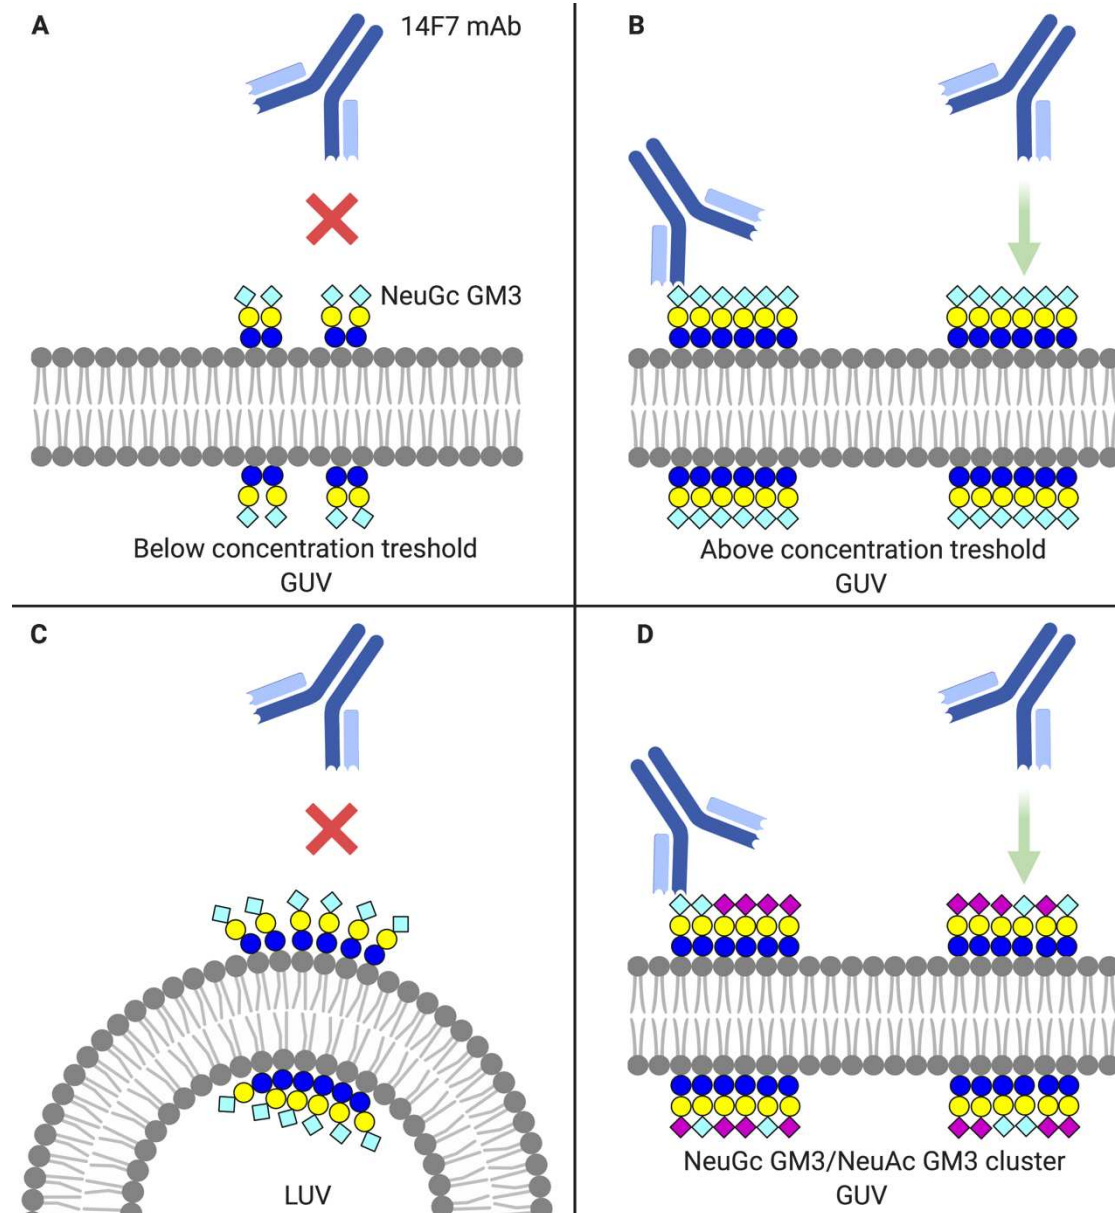 A
14F7 mAb
NeuGc GM3
Below concentration treshold
GUV
B
Above concentration treshold
GUV
C
LUV
D
NeuGc GM3/NeuAc GM3 cluster
GUV